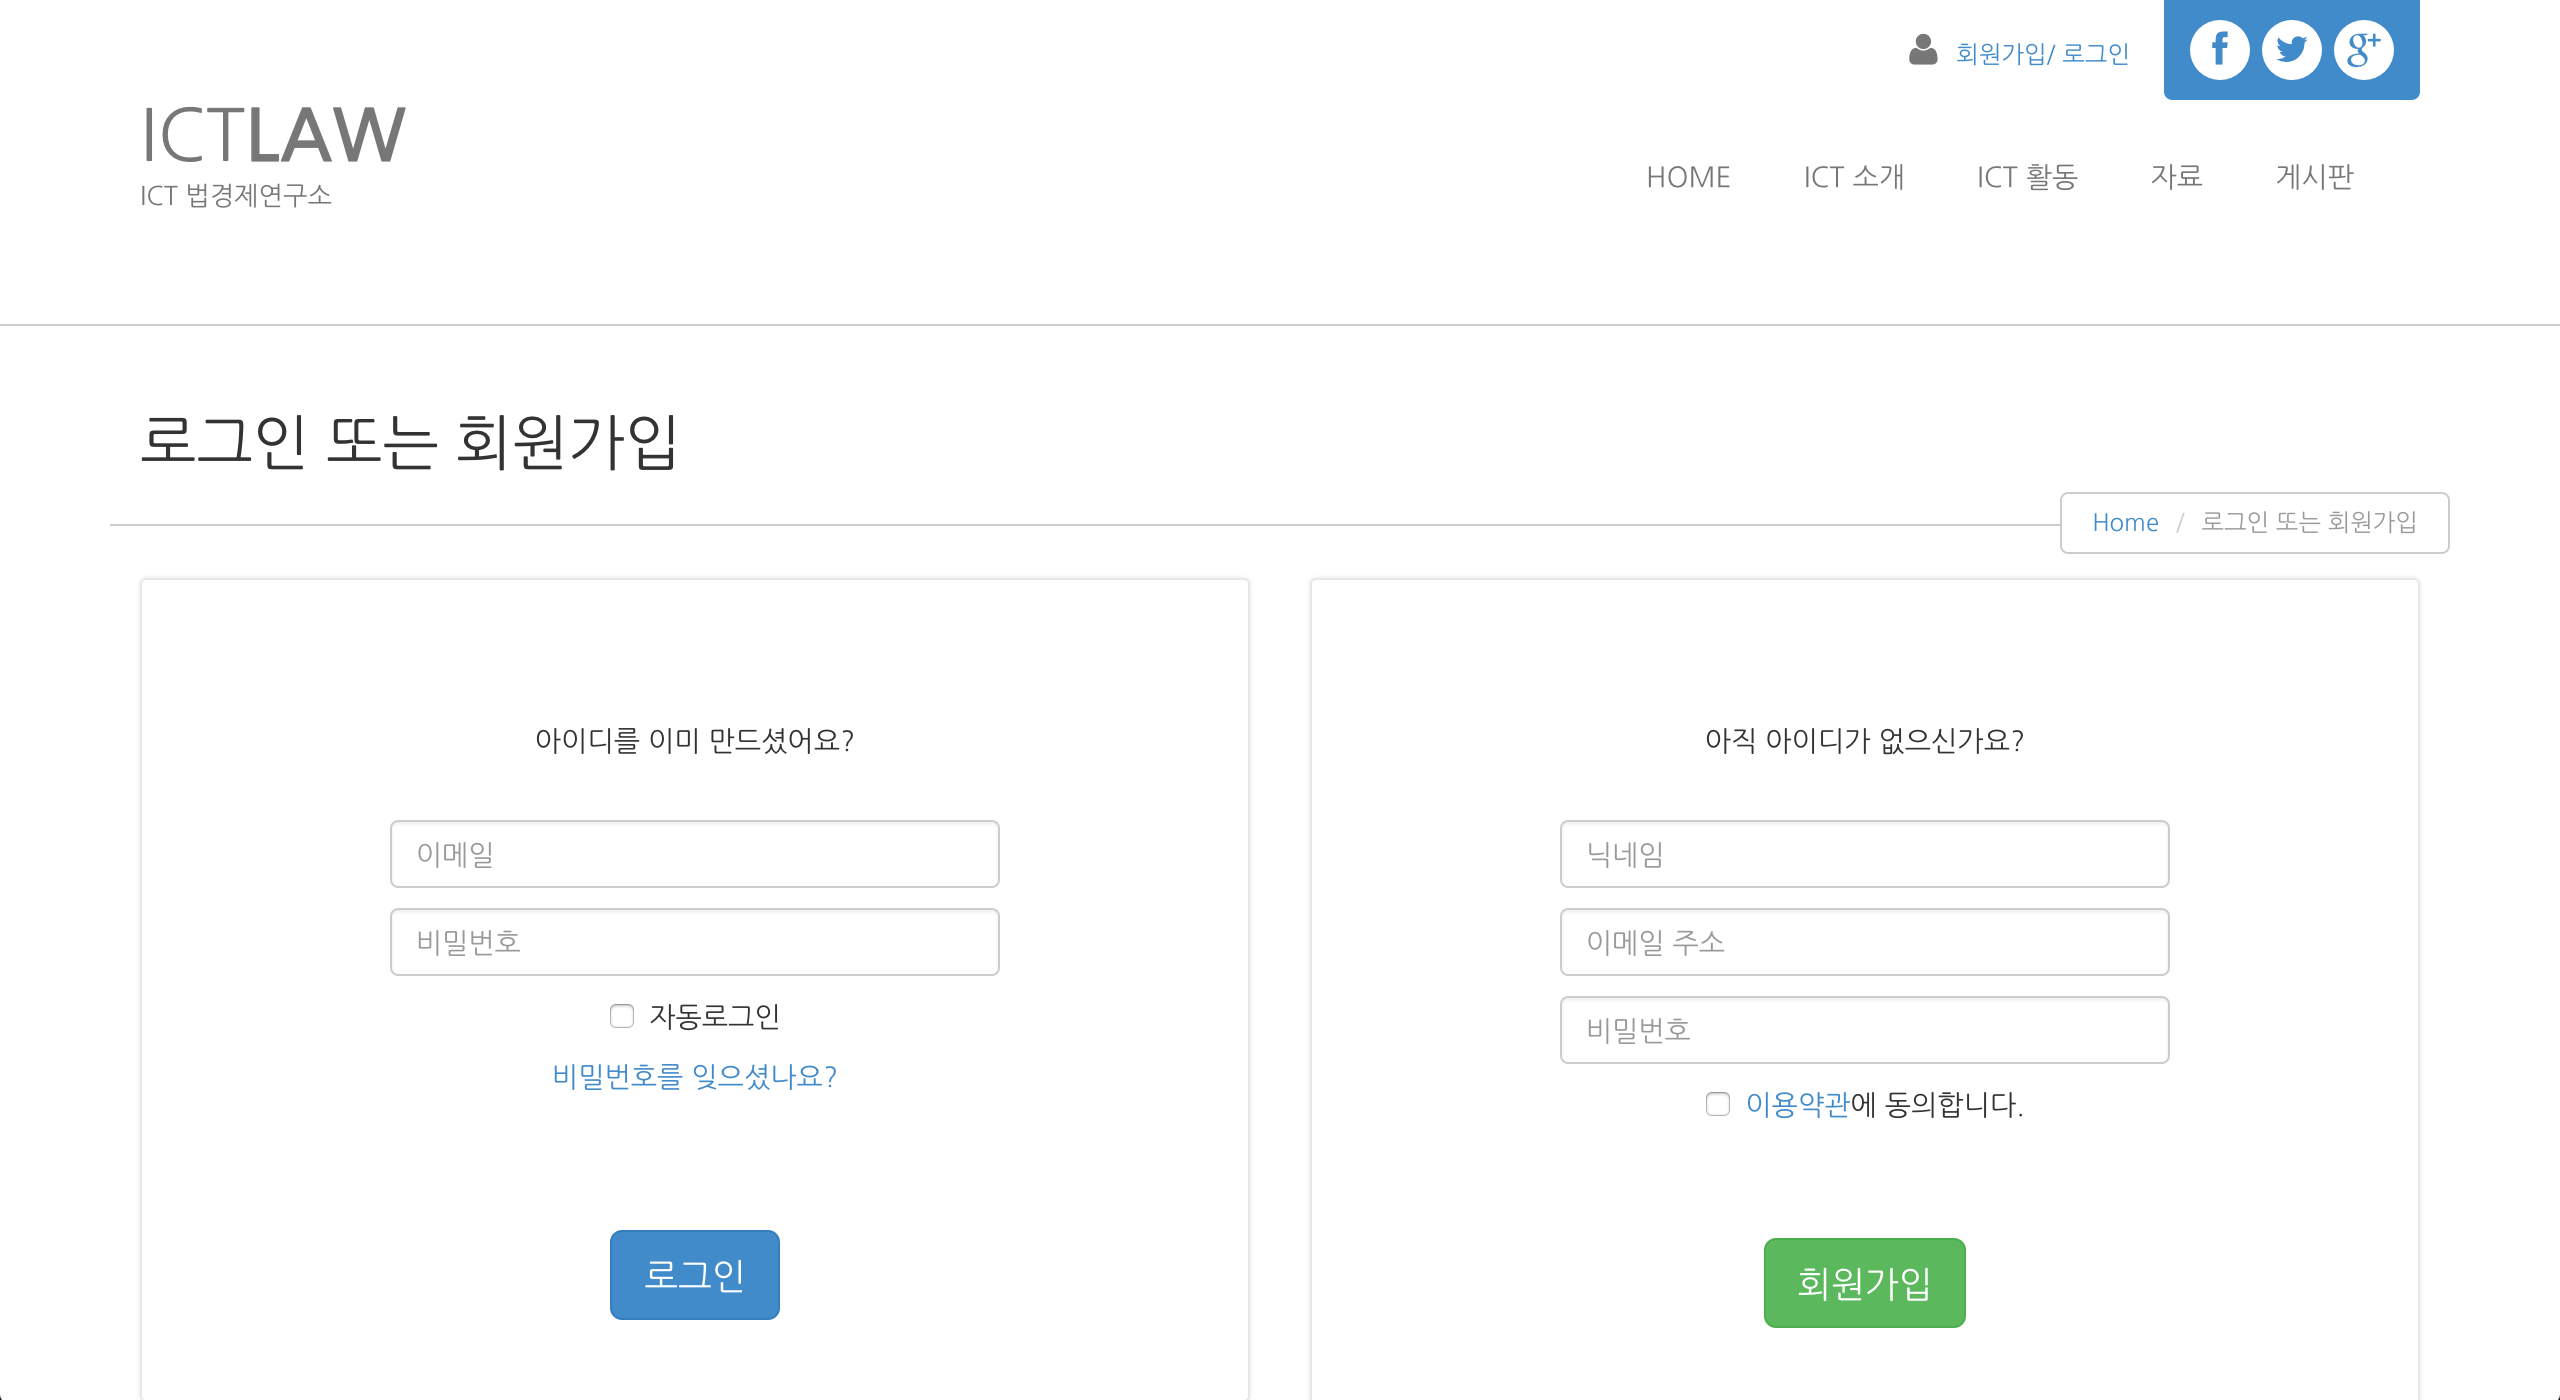 회원가입/ 로그인
ICTLAW
ICT 법경제연구소
HOME ICT 소개 ICT 활동 자료 게시판
로그인 또는 회원가입
Home / 로그인 또는 회원가입
아이디를 이미 만드셨어요?
이메일
비밀번호
자동로그인
비밀번호를 잊으셨나요?
로그인
아직 아이디가 없으신가요?
닉네임
이메일 주소
비밀번호
이용약관에 동의합니다.
회원가입